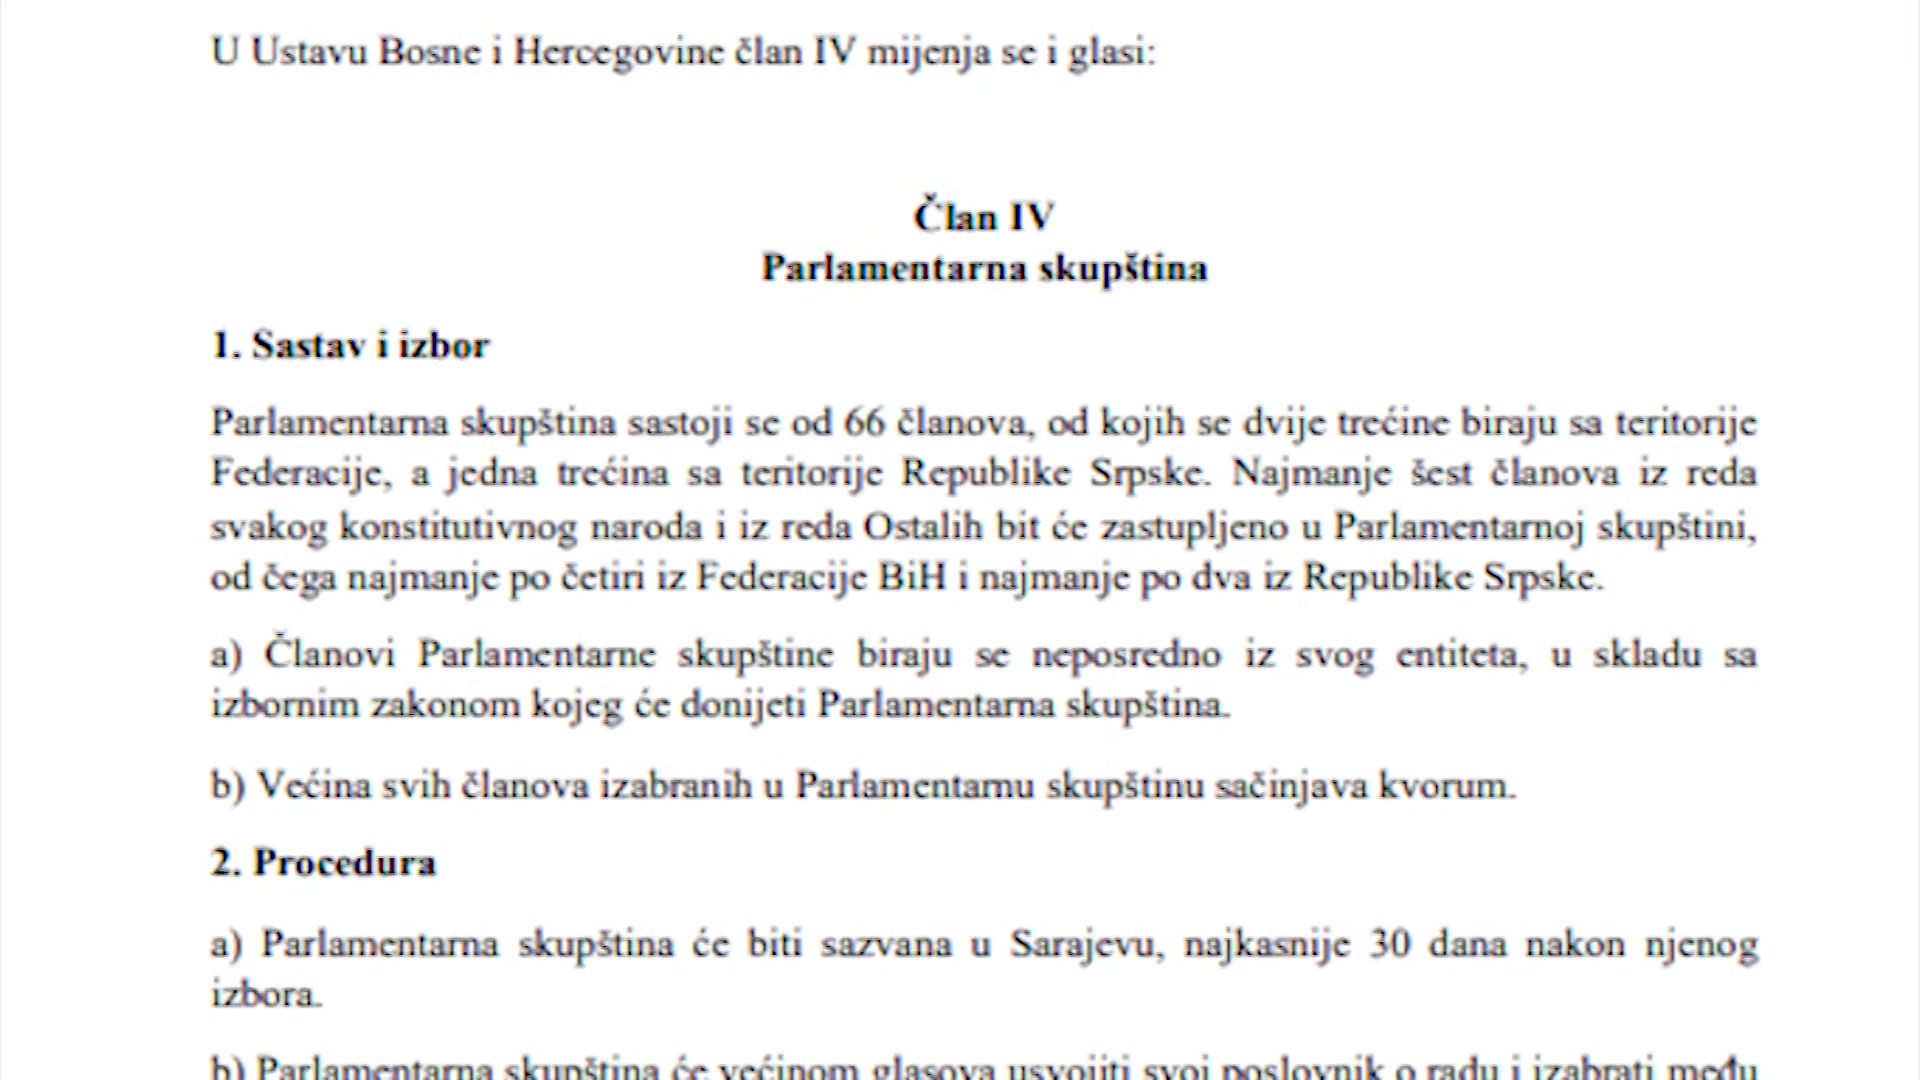 U Ustavu Bosne i Hercegovine član IV mijenja se i glasi:
Član IV
Parlamentarna skupština
1. Sastav i izbor
Parlamentarna skupština sastoji se od 66 članova, od kojih se dvije trećine biraju sa teritorije
Federacije, a jedna trećina sa teritorije Republike Srpske. Najmanje šest članova iz reda
svakog konstitutivnog naroda i iz reda Ostalih bit će zastupljeno u Parlamentarnoj skupštini,
od čega najmanje po četiri iz Federacije BiH i najmanje po dva iz Republike Srpske.
a) Članovi Parlamentarne skupštine biraju se neposredno iz svog entiteta, u skladu sa
izbornim zakonom kojeg će donijeti Parlamentarna skupština.
b) Većina svih članova izabranih u Parlamentarnu skupštinu sačinjava kvorum.
2. Procedura
a) Parlamentarna skupština će biti sazvana u Sarajevu, najkasnije 30 dana nakon njenog
izbora.
b) Parlamentarna skupština će većinom glasova usvojiti svoj poslovnik o radu i izabrati među